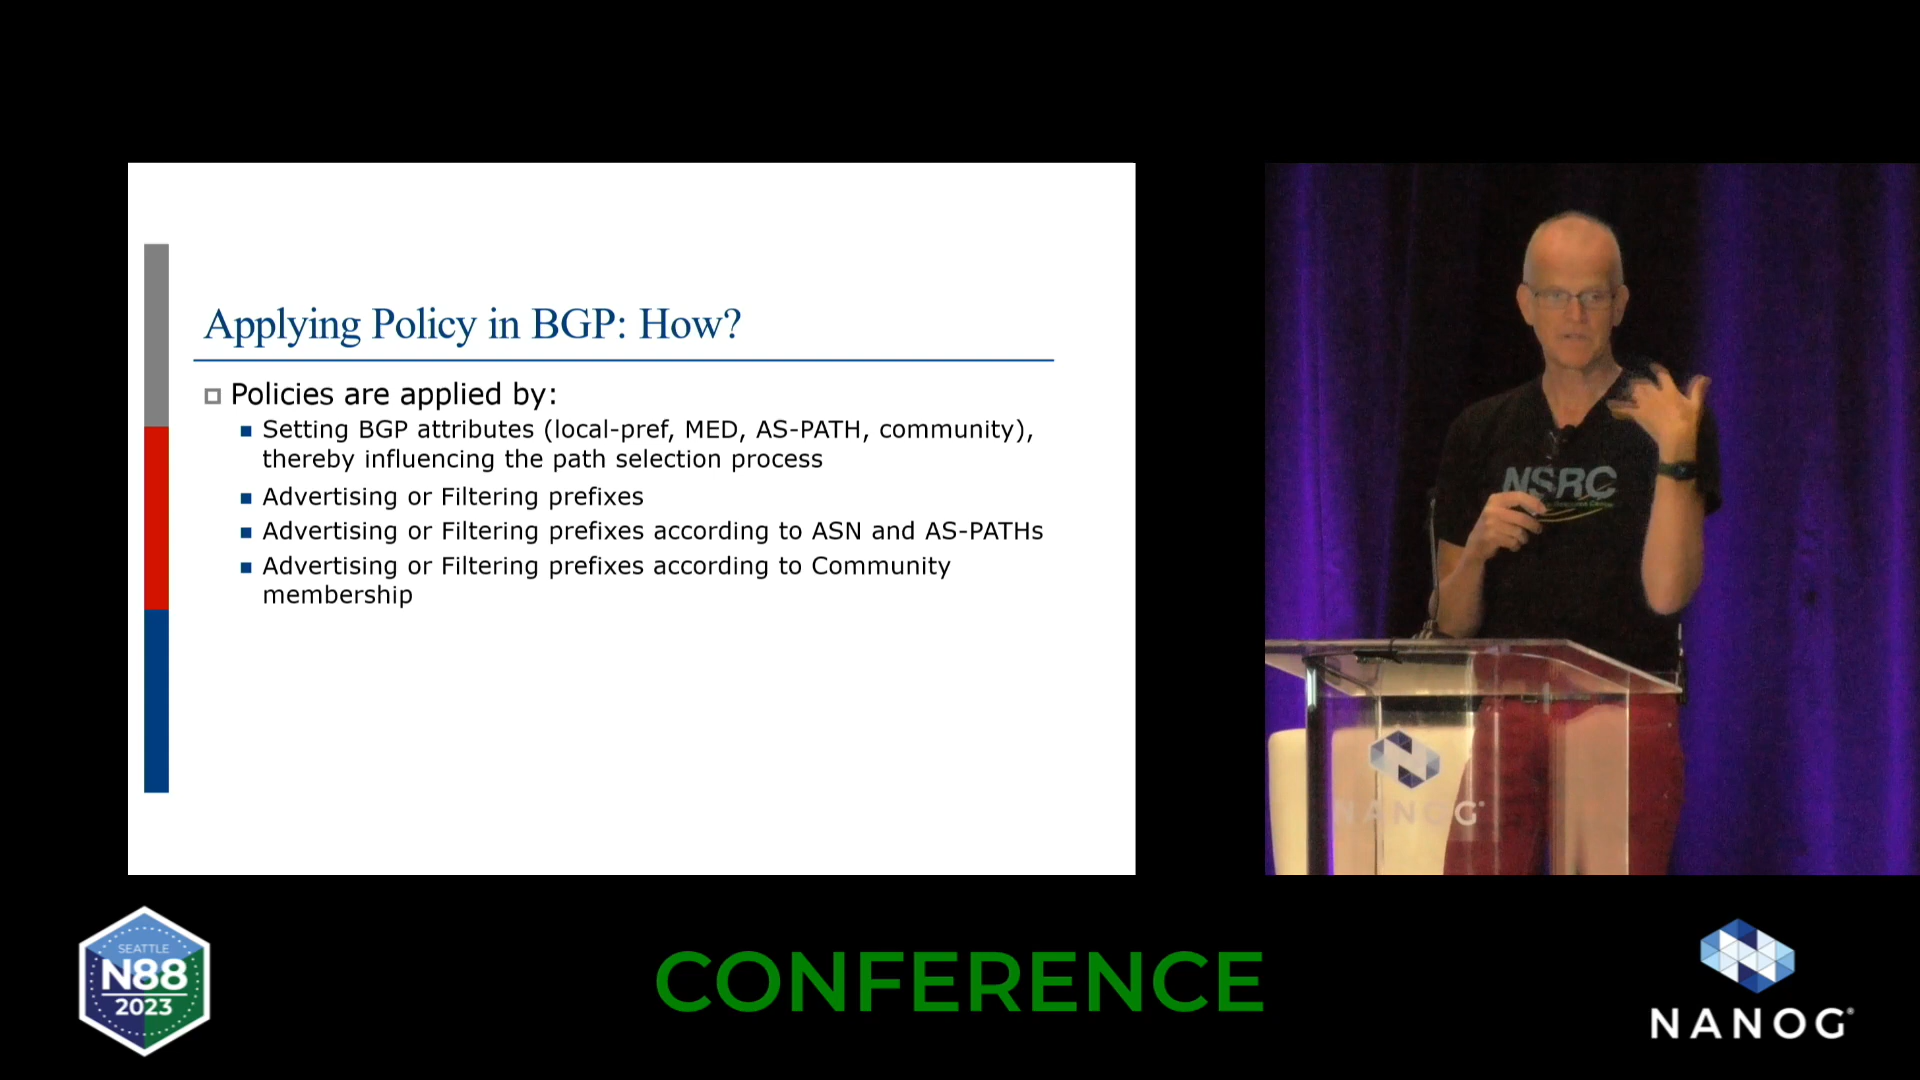 Applying Policy in BGP: How?
Policies are applied by:
Setting BGP attributes (local-pref, MED, AS-PATH, community),
thereby influencing the path selection process
Advertising or Filtering prefixes
Advertising or Filtering prefixes according to ASN and AS-PATHs
Advertising or Filtering prefixes according to Community
membership
NSRC
NANOG
SEATTLE
N88
2023
CONFERENCE
NANOG®